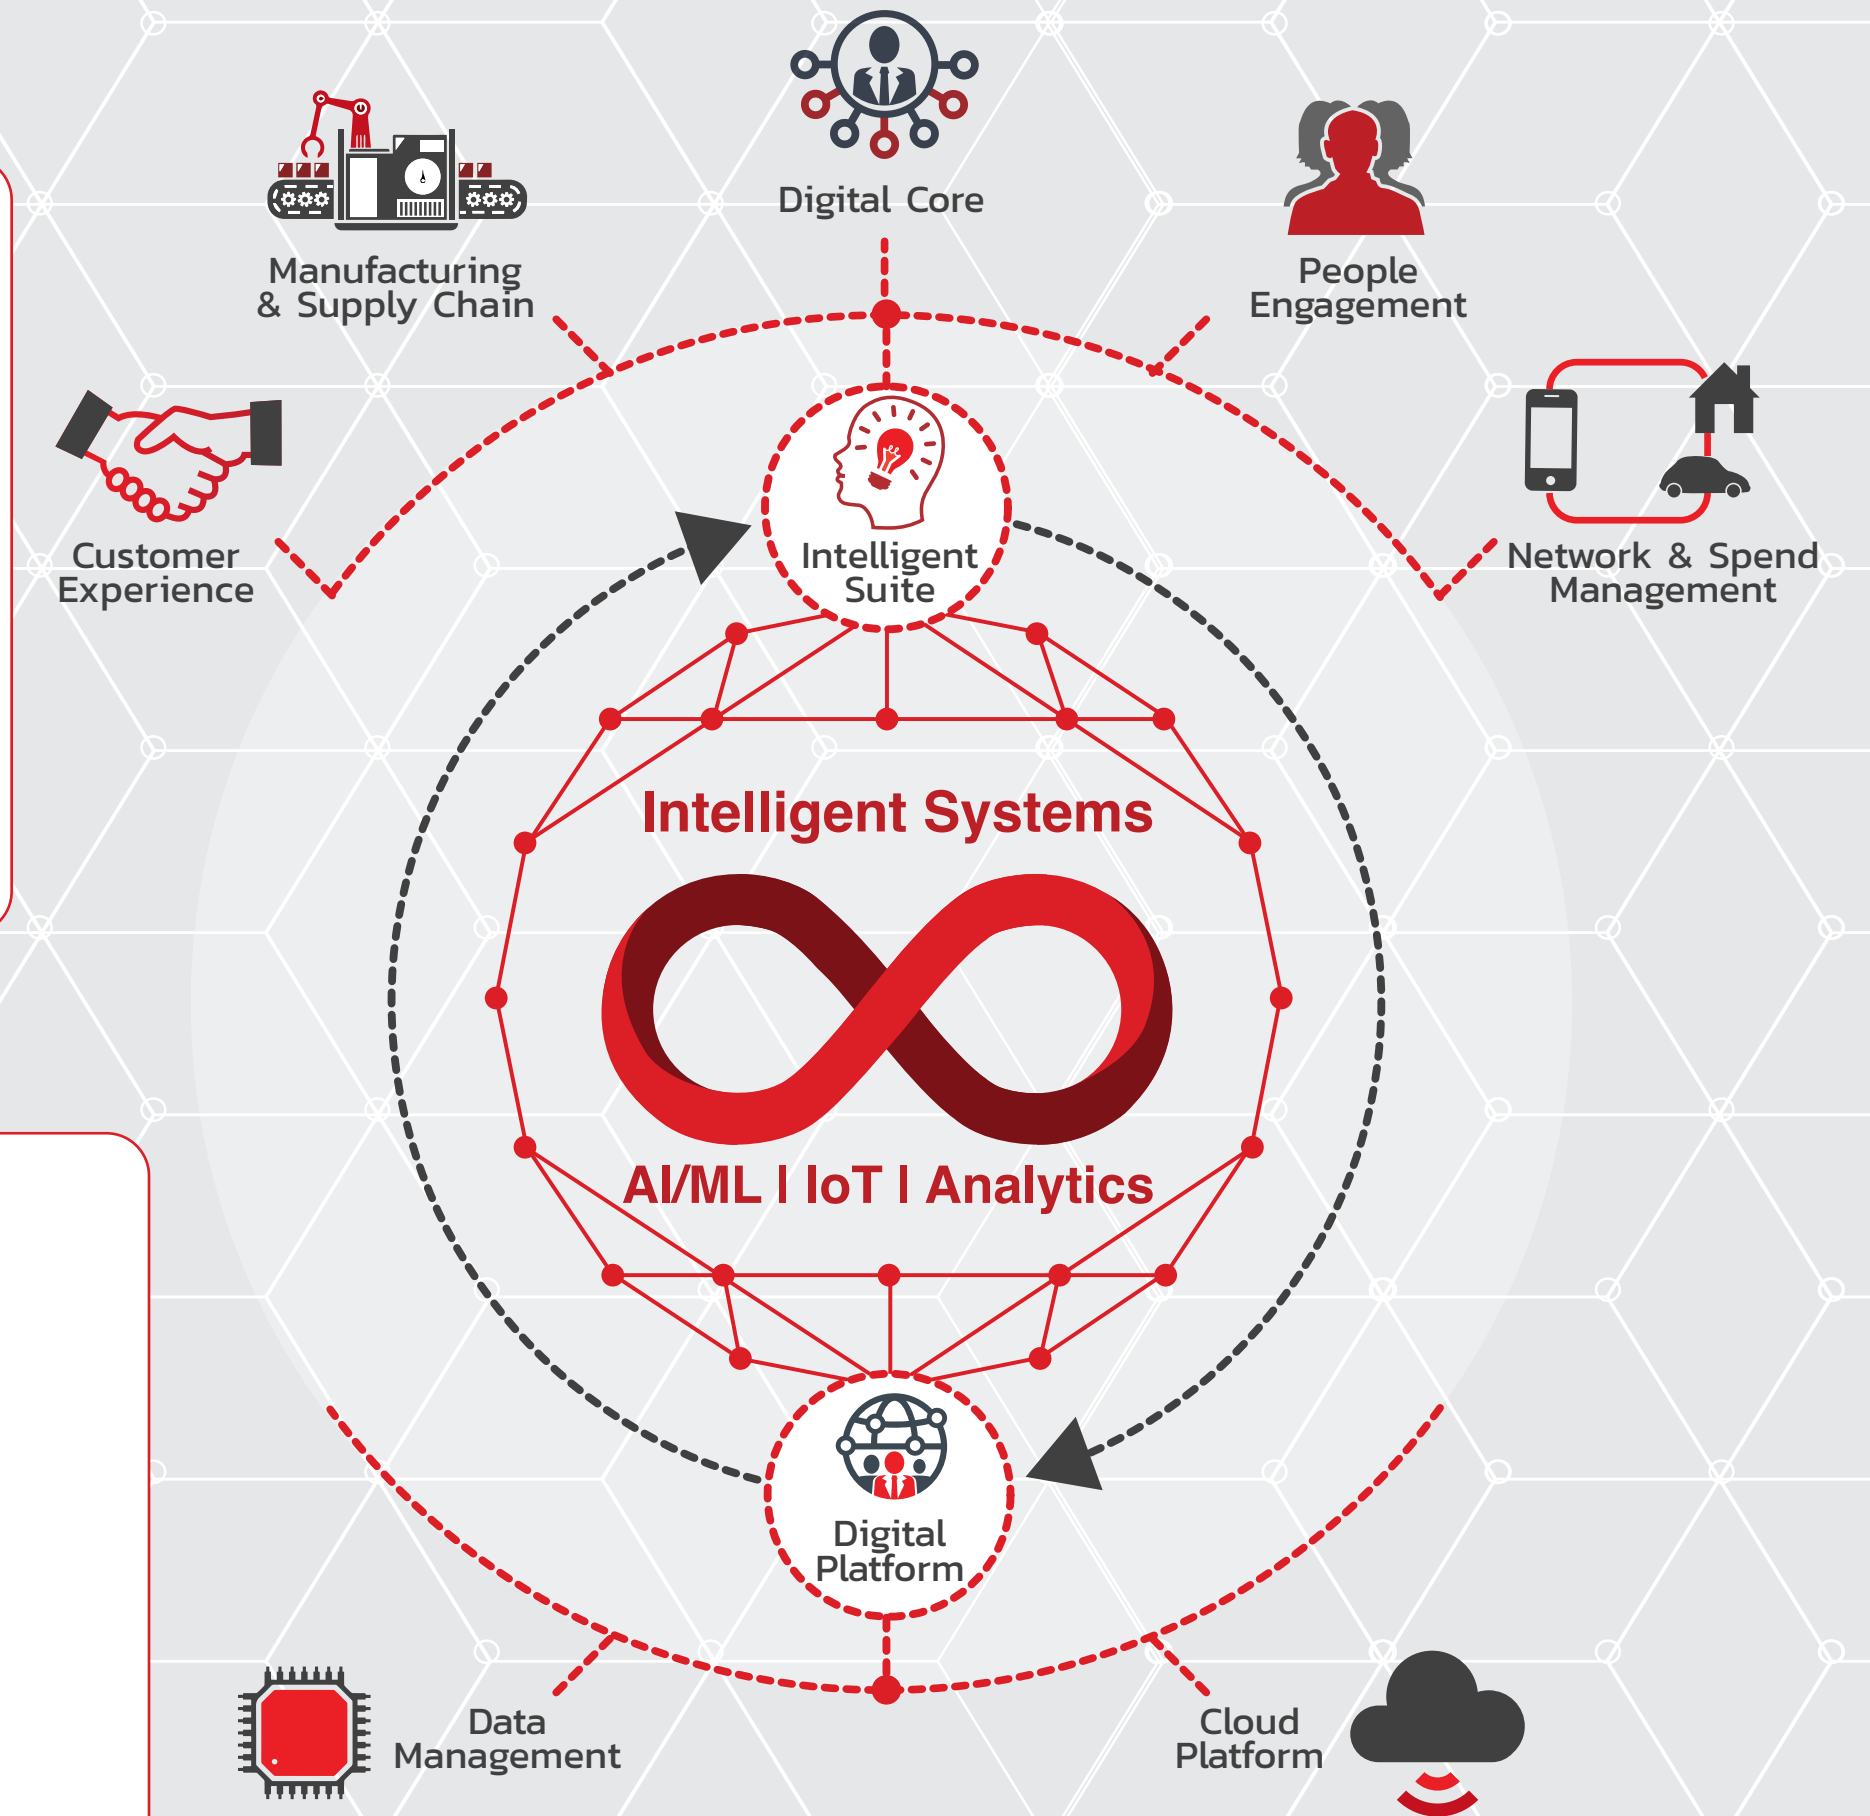 Digital Core
Manufacturing
& Supply Chain
People
Engagement
Customer
Experience
Network & Spend
Management
Intelligent
Suite
Intelligent Systems
AI/ML | IoT | Analytics
Digital
Platform
Data
Management
Cloud
Platform